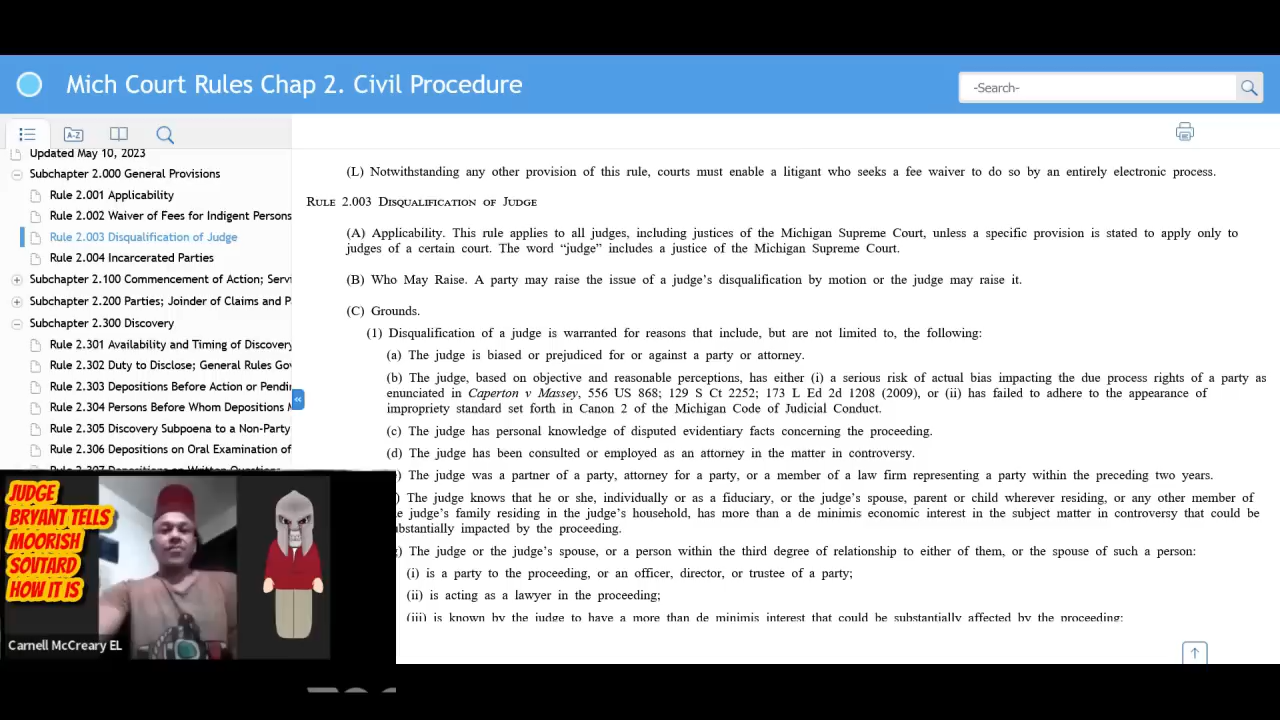 Mich Court Rules Chap 2. Civil Procedure
-Search-
Updated May 10, 2023
Subchapter 2.000 General Provisions
Rule 2.001 Applicability
Rule 2.002 Waiver of Fees for Indigent Persons
Rule 2.003 Disqualification of Judge
Rule 2.004 Incarcerated Parties
Subchapter 2.100 Commencement of Action; Serv
Subchapter 2.200 Parties; Joinder of Claims and P
Subchapter 2.300 Discovery
Rule 2.301 Availability and Timing of Discovery
Rule 2.302 Duty to Disclose; General Rules Gov
Rule 2.303 Depositions Before Action or Pendin
Rule 2.304 Persons Before Whom Depositions M
Rule 2.305 Discovery Subpoena to a Non-Party
Rule 2.306 Depositions on Oral Examination of
Rule 2.307 Depositions on Written Questions
(L) Notwithstanding any other provision of this rule, courts must enable a litigant who seeks a fee waiver to do so by an entirely electronic process.
RULE 2.003 DISQUALIFICATION OF JUDGE
(A) Applicability. This rule applies to all judges, including justices of the Michigan Supreme Court, unless a specific provision is stated to apply only to
judges of a certain court. The word “judge” includes a justice of the Michigan Supreme Court.
(B) Who May Raise. A party may raise the issue of a judge’s disqualification by motion or the judge may raise it.
(C) Grounds.
(1) Disqualification of a judge is warranted for reasons that include, but are not limited to, the following:
(a) The judge is biased or prejudiced for or against a party or attorney.
(b) The judge, based on objective and reasonable perceptions, has either (i) a serious risk of actual bias impacting the due process rights of a party as
enunciated in Caperton v Massey, 556 US 868; 129 S Ct 2252; 173 L Ed 2d 1208 (2009), or (ii) has failed to adhere to the appearance of
impropriety standard set forth in Canon 2 of the Michigan Code of Judicial Conduct.
(c) The judge has personal knowledge of disputed evidentiary facts concerning the proceeding.
(d) The judge has been consulted or employed as an attorney in the matter in controversy.
) The judge was a partner of a party, attorney for a party, or a member of a law firm representing a party within the preceding two years.
) The judge knows that he or she, individually or as a fiduciary, or the judge’s spouse, parent or child wherever residing, or any other member of
e judge’s family residing in the judge’s household, has more than a de minimis economic interest in the subject matter in controversy that could be
ubstantially impacted by the proceeding.
) The judge or the judge’s spouse, or a person within the third degree of relationship to either of them, or the spouse of such a person:
(i) is a party to the proceeding, or an officer, director, or trustee of a party;
(ii) is acting as a lawyer in the proceeding;
(iii) is known by the judge to have a more than de minimis interest that could be substantially affected by the proceeding;
JUDGE
BRYANT TELLS
MOORISH
SOVTARD
HOW IT IS
Carnell McCreary EL